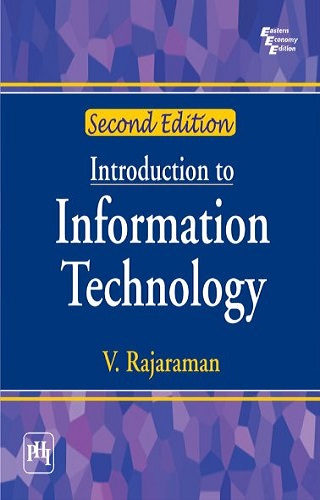 Eastern
Economy
Edition
Second Edition
Introduction to
Information
Technology
V. Rajaraman
PHI